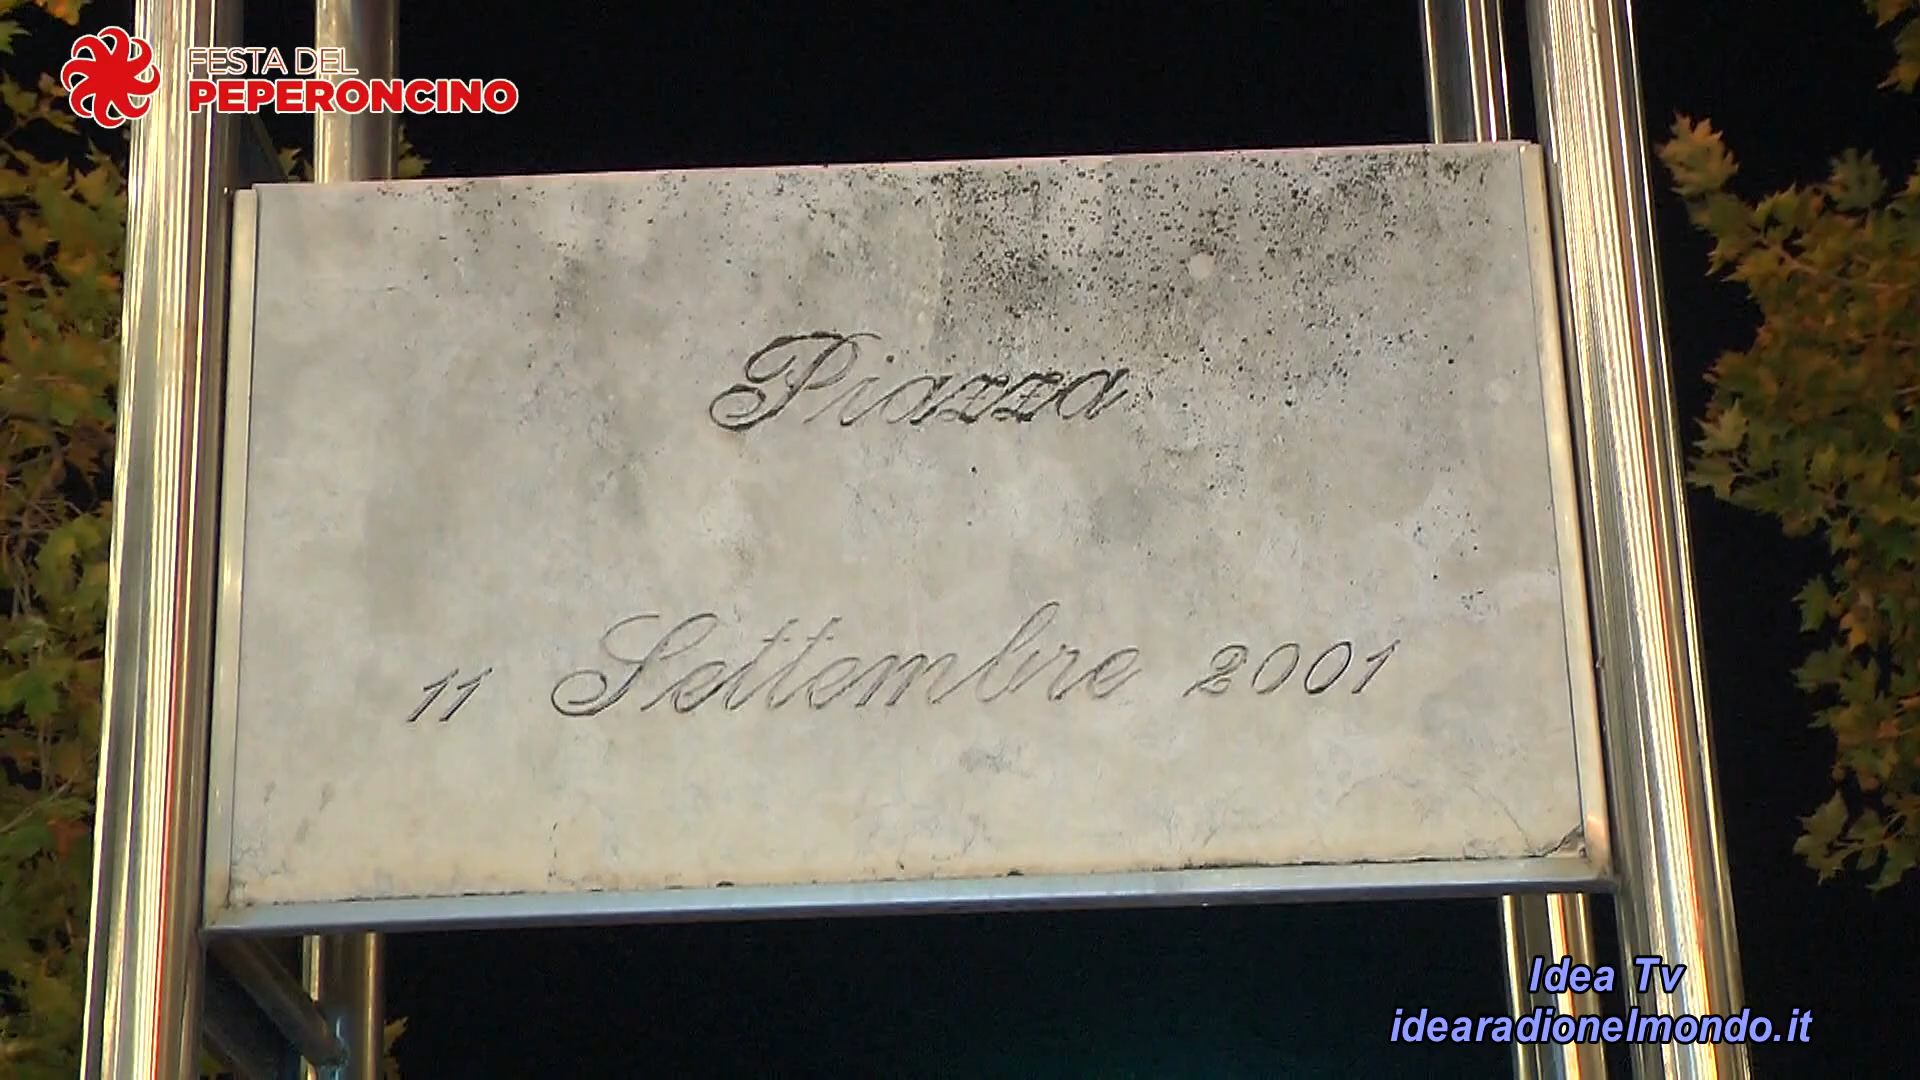 FESTA DEL
PEPERONCINO
Piazza
11 Settembre 2001
Idea Tv
idearadionelmondo.it